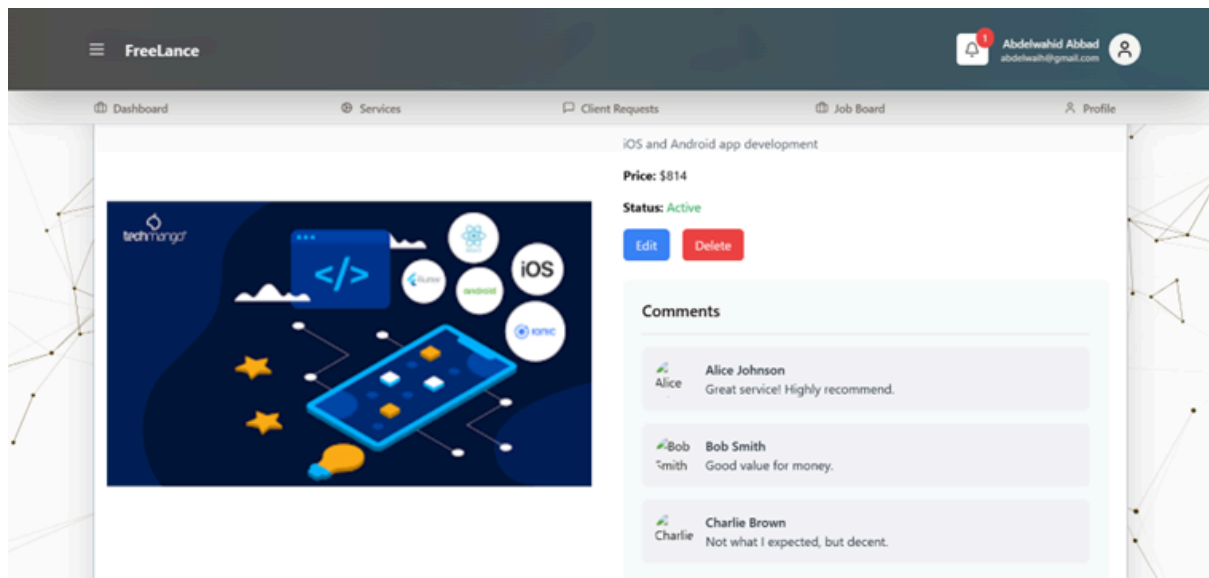 FreeLance
1
Abdelwahid Abbad
abdelwaih@gmail.com
Dashboard
Services
Client Requests
Job Board
Profile
iOS and Android app development
Price: $814
Status: Active
Edit
Delete
techmango
</>
iOS
android
ionic
Comments
Alice
Alice Johnson
Great service! Highly recommend.
Bob
Smith
Bob Smith
Good value for money.
Charlie
Charlie Brown
Not what I expected, but decent.